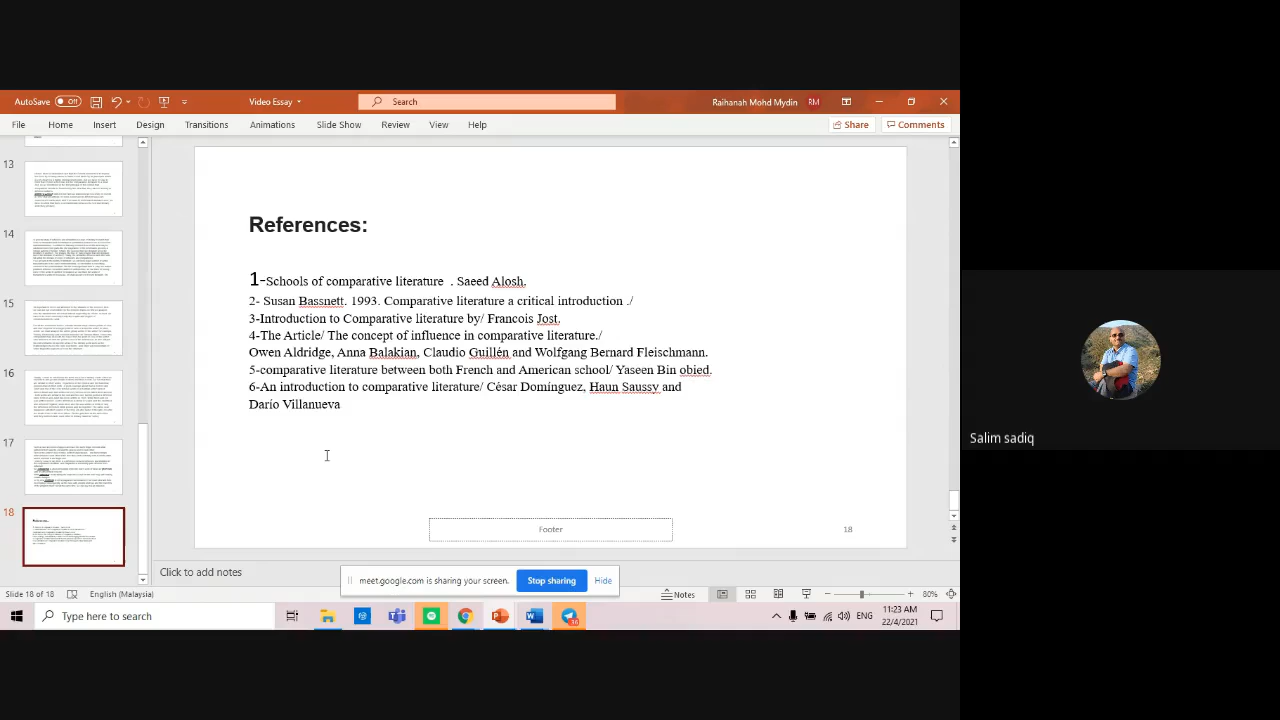 AutoSave Off Video Essay Search Raihanah Mohd Mydin RM
File Home Insert Design Transitions Animations Slide Show Review View Help Share Comments
13
14
15
16
17
18
References:
1-Schools of comparative literature . Saeed Alosh.
2- Susan Bassnett. 1993. Comparative literature a critical introduction ./
3-Introduction to Comparative literature by/ Francois Jost.
4-The Article/ The concept of influence in comparative literature./
Owen Aldridge, Anna Balakian, Claudio Guillén and Wolfgang Bernard Fleischmann.
5-comparative literature between both French and American school/ Yaseen Bin obied.
6-An introduction to comparative literature/ César Domínguez, Haun Saussy and
Darío Villanueva
Footer
18
Click to add notes
meet.google.com is sharing your screen. Stop sharing Hide
Slide 18 of 18 English (Malaysia) Notes 80%
Type here to search
ENG
11:23 AM
22/4/2021
Salim sadiq